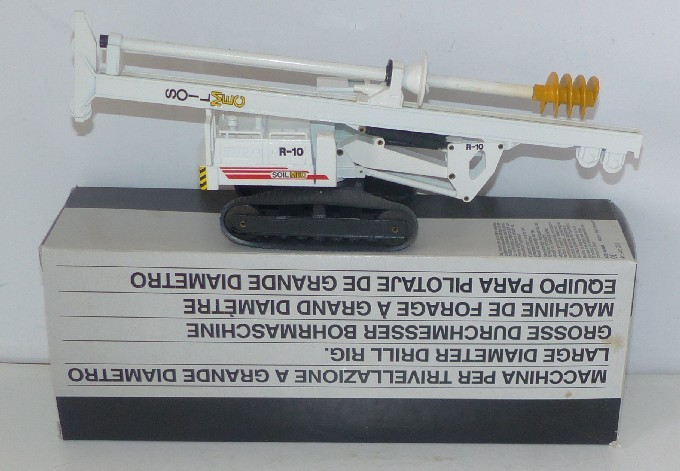 SOILMEC
R-10
R-10
SOILMEC
MACCHINA PER TRIVELLAZIONE A GRANDE DIAMETRO
LARGE DIAMETER DRILL RIG.
GROSSE DURCHMESSER BOHRMASCHINE
MACHINE DE FORAGE À GRAND DIAMÈTRE
EQUIPO PARA PILOTAJE DE GRANDE DIAMETRO